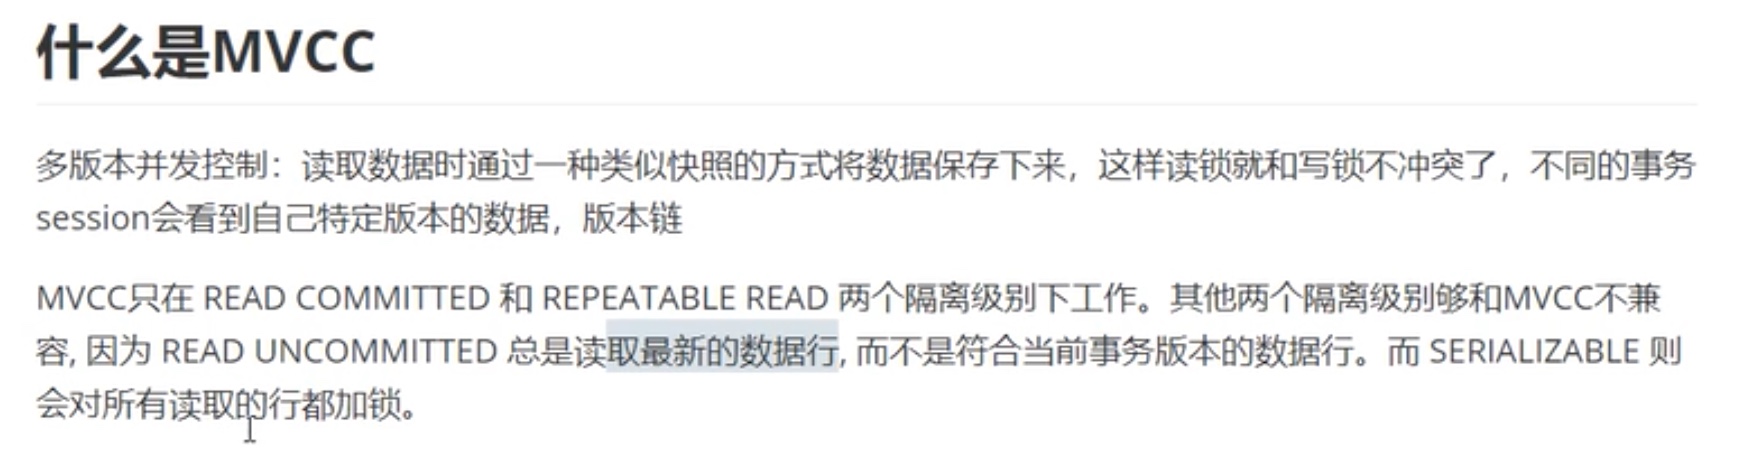 什么是MVCC
多版本并发控制：读取数据时通过一种类似快照的方式将数据保存下来，这样读锁就和写锁不冲突了，不同的事务
session会看到自己特定版本的数据，版本链
MVCC只在 READ COMMITTED 和 REPEATABLE READ 两个隔离级别下工作。其他两个隔离级别够和MVCC不兼
容, 因为 READ UNCOMMITTED 总是读取最新的数据行, 而不是符合当前事务版本的数据行。而 SERIALIZABLE 则
会对所有读取的行都加锁。